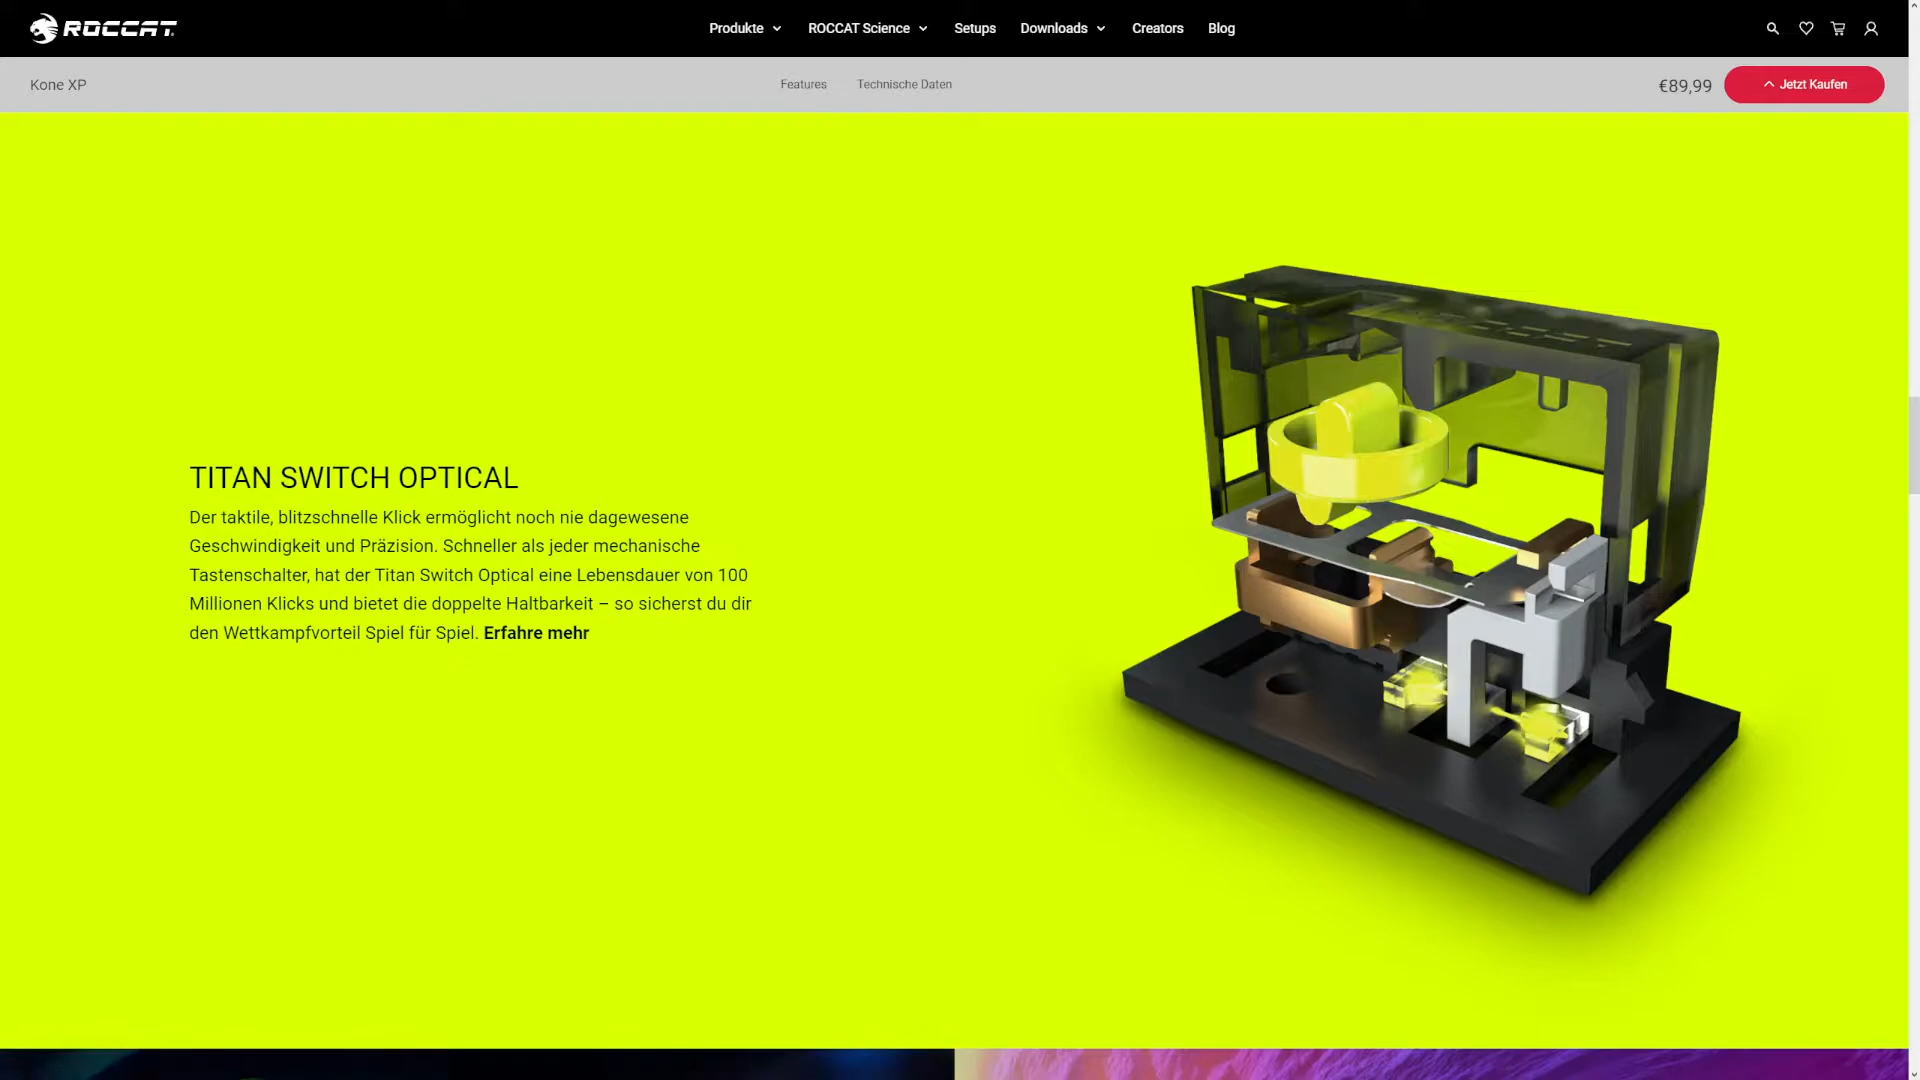 ROCCAT
Produkte
ROCCAT Science
Setups
Downloads
Creators
Blog
Kone XP
Features
Technische Daten
€89,99
Jetzt Kaufen
TITAN SWITCH OPTICAL
Der taktile, blitzschnelle Klick ermöglicht noch nie dagewesene
Geschwindigkeit und Präzision. Schneller als jeder mechanische
Tastenschalter, hat der Titan Switch Optical eine Lebensdauer von 100
Millionen Klicks und bietet die doppelte Haltbarkeit – so sicherst du dir
den Wettkampfvorteil Spiel für Spiel. Erfahre mehr